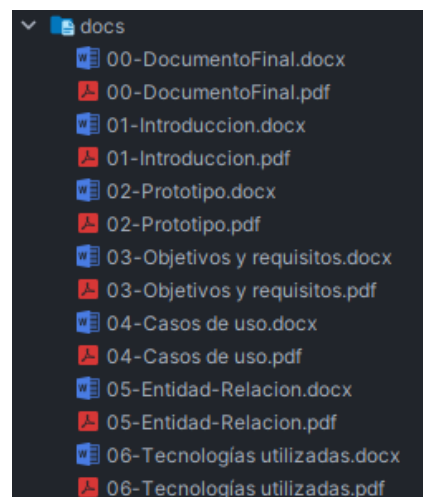 docs
00-DocumentoFinal.docx
00-DocumentoFinal.pdf
01-Introduccion.docx
01-Introduccion.pdf
02-Prototipo.docx
02-Prototipo.pdf
03-Objetivos y requisitos.docx
03-Objetivos y requisitos.pdf
04-Casos de uso.docx
04-Casos de uso.pdf
05-Entidad-Relacion.docx
05-Entidad-Relacion.pdf
06-Tecnologías utilizadas.docx
06-Tecnologías utilizadas.pdf